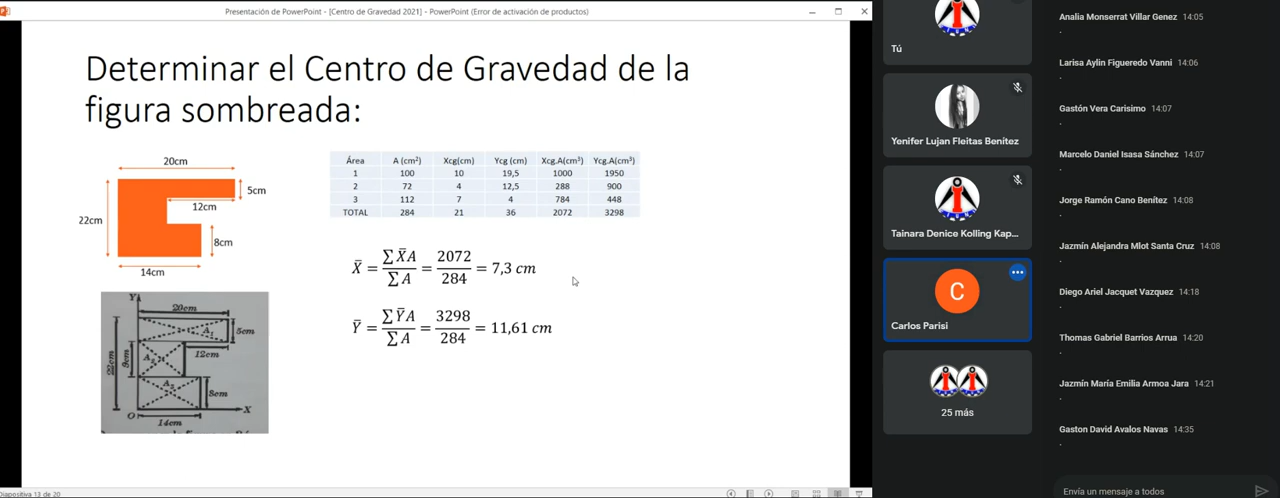 Presentación de PowerPoint - [Centro de Gravedad 2021] - PowerPoint (Error de activación de productos)
Determinar el Centro de Gravedad de la
figura sombreada:
20cm
5cm
12cm
22cm
8cm
14cm
Área A (cm²) Xcg(cm) Ycg (cm) Xcg.A(cm³) Ycg.A(cm³)
1 100 10 19,5 1000 1950
2 72 4 12,5 288 900
3 112 7 4 784 448
TOTAL 284 21 36 2072 3298
X̄ = ∑ X̄A / ∑ A = 2072 / 284 = 7,3 cm
Ȳ = ∑ ȲA / ∑ A = 3298 / 284 = 11,61 cm
Y
20cm
A₁
5cm
12cm
22cm
9cm
A₂
A₃
8cm
O
X
14cm
Diapositiva 13 de 20
Tú
Yenifer Lujan Fleitas Benítez
Tainara Denice Kolling Kap...
C
Carlos Parisi
25 más
Analia Monserrat Villar Genez 14:05
.
Larisa Aylin Figueredo Vanni 14:06
.
Gastón Vera Carisimo 14:07
.
Marcelo Daniel Isasa Sánchez 14:07
.
Jorge Ramón Cano Benítez 14:08
.
Jazmín Alejandra Mlot Santa Cruz 14:08
.
Diego Ariel Jacquet Vazquez 14:18
.
Thomas Gabriel Barrios Arrua 14:20
.
Jazmín María Emilia Armoa Jara 14:21
.
Gaston David Avalos Navas 14:35
.
Envía un mensaje a todos